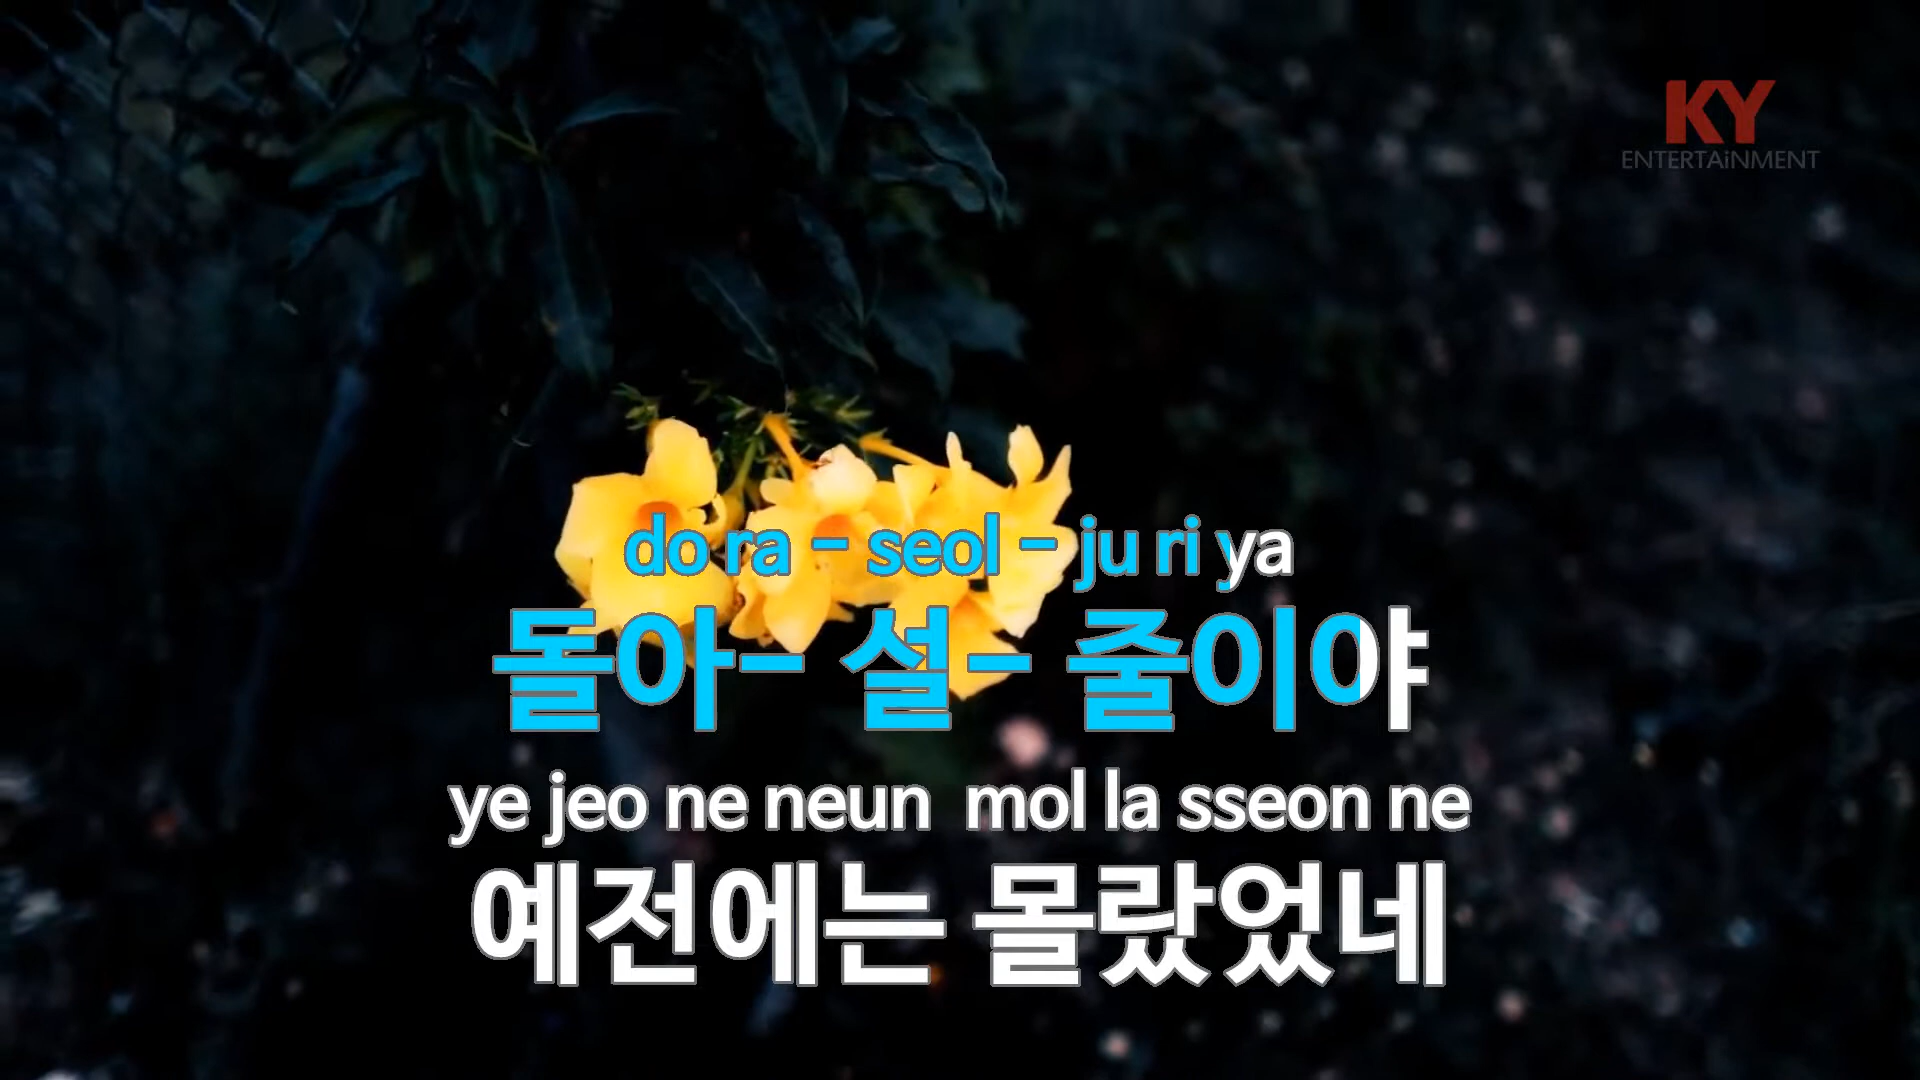 KY
ENTERTAiNMENT
do ra – seol – ju ri ya
돌아– 설– 줄이야
ye jeo ne neun mol la sseon ne
예전에는 몰랐었네